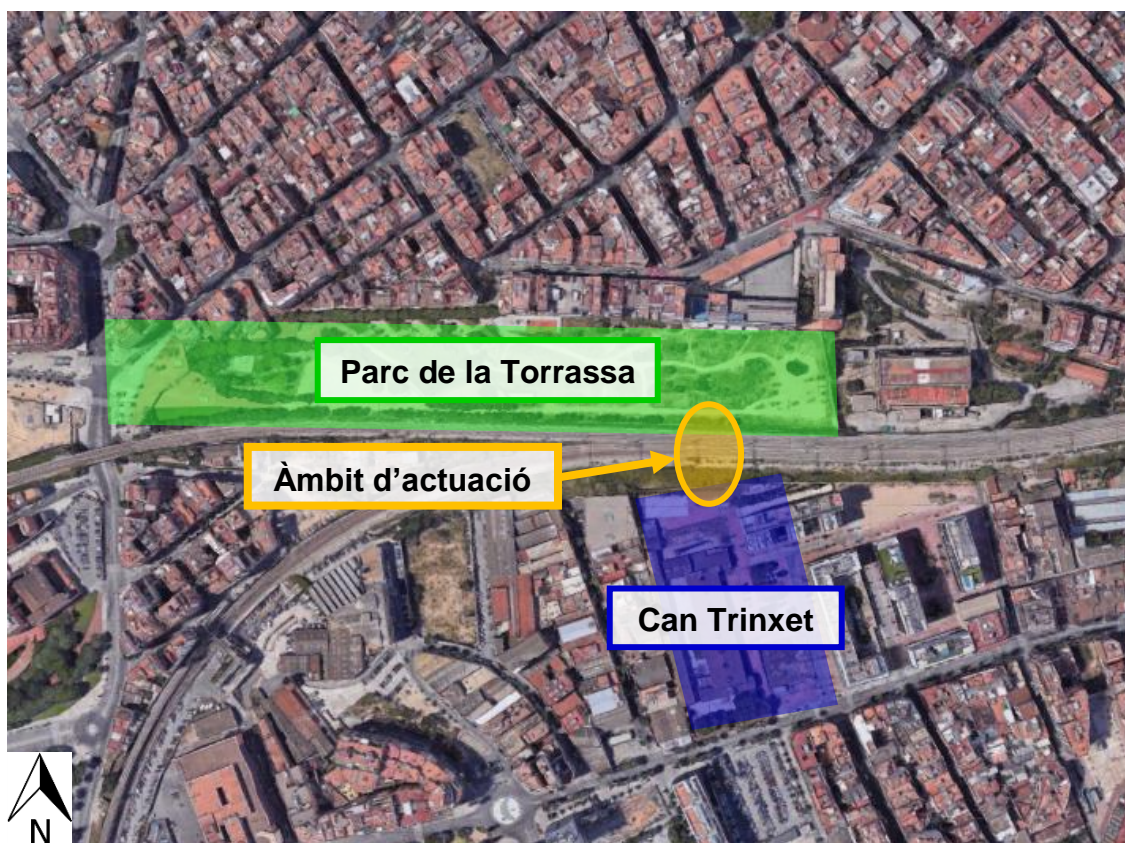 Parc de la Torrassa
Àmbit d'actuació
Can Trinxet
N